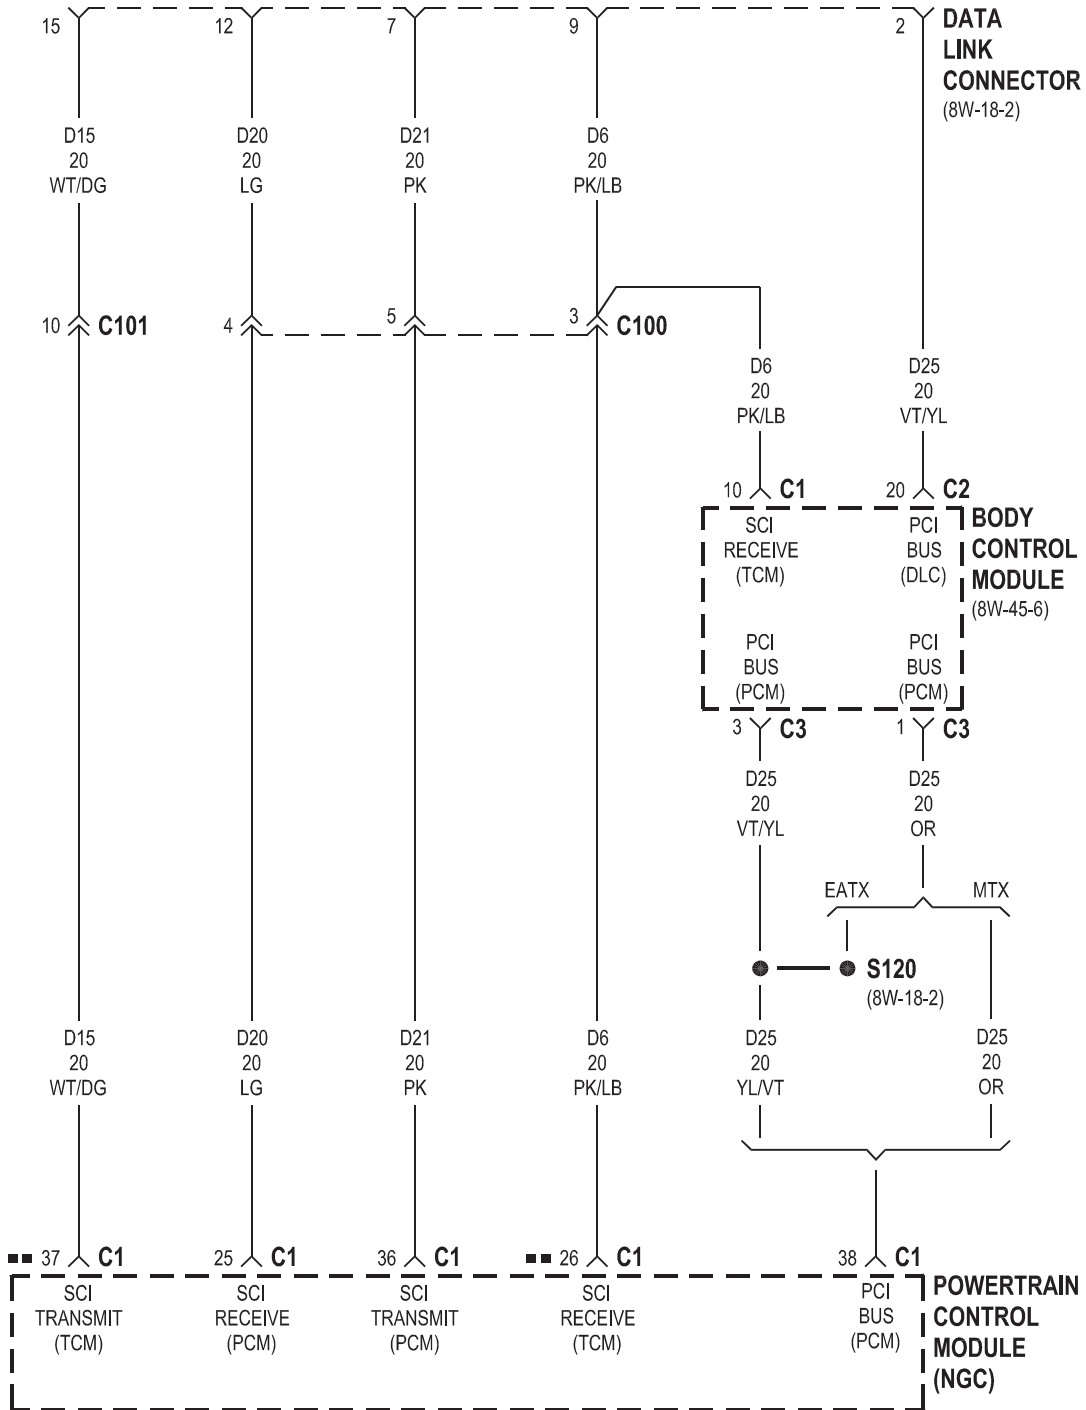 15
12
7
9
2
DATA
LINK
CONNECTOR
(8W-18-2)
D15
20
WT/DG
D20
20
LG
D21
20
PK
D6
20
PK/LB
10
C101
4
5
3
C100
D6
20
PK/LB
D25
20
VT/YL
10
C1
20
C2
SCI
RECEIVE
(TCM)
PCI
BUS
(DLC)
BODY
CONTROL
MODULE
(8W-45-6)
PCI
BUS
(PCM)
PCI
BUS
(PCM)
3
C3
1
C3
D25
20
VT/YL
D25
20
OR
EATX
MTX
S120
(8W-18-2)
D15
20
WT/DG
D20
20
LG
D21
20
PK
D6
20
PK/LB
D25
20
YL/VT
D25
20
OR
37
C1
25
C1
36
C1
26
C1
38
C1
SCI
TRANSMIT
(TCM)
SCI
RECEIVE
(PCM)
SCI
TRANSMIT
(PCM)
SCI
RECEIVE
(TCM)
PCI
BUS
(PCM)
POWERTRAIN
CONTROL
MODULE
(NGC)